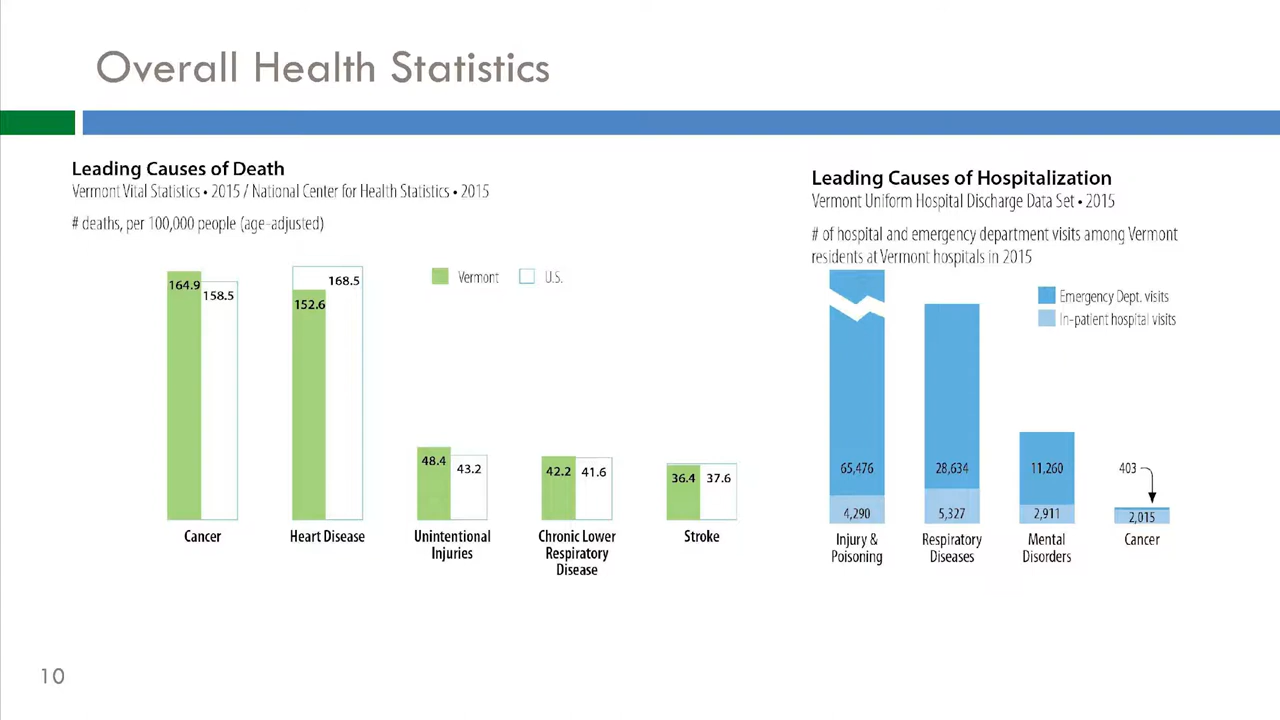 Overall Health Statistics
Leading Causes of Death
Vermont Vital Statistics • 2015 / National Center for Health Statistics • 2015
# deaths, per 100,000 people (age-adjusted)
Vermont
U.S.
164.9
158.5
152.6
168.5
48.4
43.2
42.2
41.6
36.4
37.6
Cancer
Heart Disease
Unintentional
Injuries
Chronic Lower
Respiratory
Disease
Stroke
Leading Causes of Hospitalization
Vermont Uniform Hospital Discharge Data Set • 2015
# of hospital and emergency department visits among Vermont
residents at Vermont hospitals in 2015
Emergency Dept. visits
In-patient hospital visits
65,476
28,634
11,260
403
4,290
5,327
2,911
2,015
Injury &
Poisoning
Respiratory
Diseases
Mental
Disorders
Cancer
10